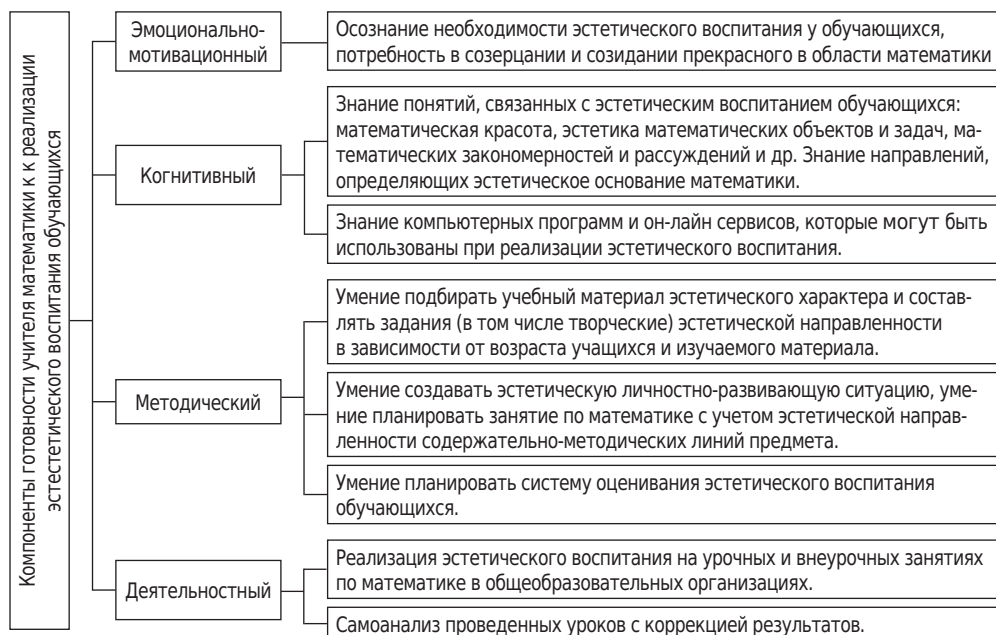 Компоненты готовности учителя математики к к реализации
эстестетического воспитания обучающихся
Эмоционально-
мотивационный
Осознание необходимости эстетического воспитания у обучающихся,
потребность в созерцании и созидании прекрасного в области математики
Когнитивный
Знание понятий, связанных с эстетическим воспитанием обучающихся:
математическая красота, эстетика математических объектов и задач, ма-
тематических закономерностей и рассуждений и др. Знание направлений,
определяющих эстетическое основание математики.
Знание компьютерных программ и он-лайн сервисов, которые могут быть
использованы при реализации эстетического воспитания.
Методический
Умение подбирать учебный материал эстетического характера и состав-
лять задания (в том числе творческие) эстетической направленности
в зависимости от возраста учащихся и изучаемого материала.
Умение создавать эстетическую личностно-развивающую ситуацию, уме-
ние планировать занятие по математике с учетом эстетической направ-
ленности содержательно-методических линий предмета.
Умение планировать систему оценивания эстетического воспитания
обучающихся.
Деятельностный
Реализация эстетического воспитания на урочных и внеурочных занятиях
по математике в общеобразовательных организациях.
Самоанализ проведенных уроков с коррекцией результатов.